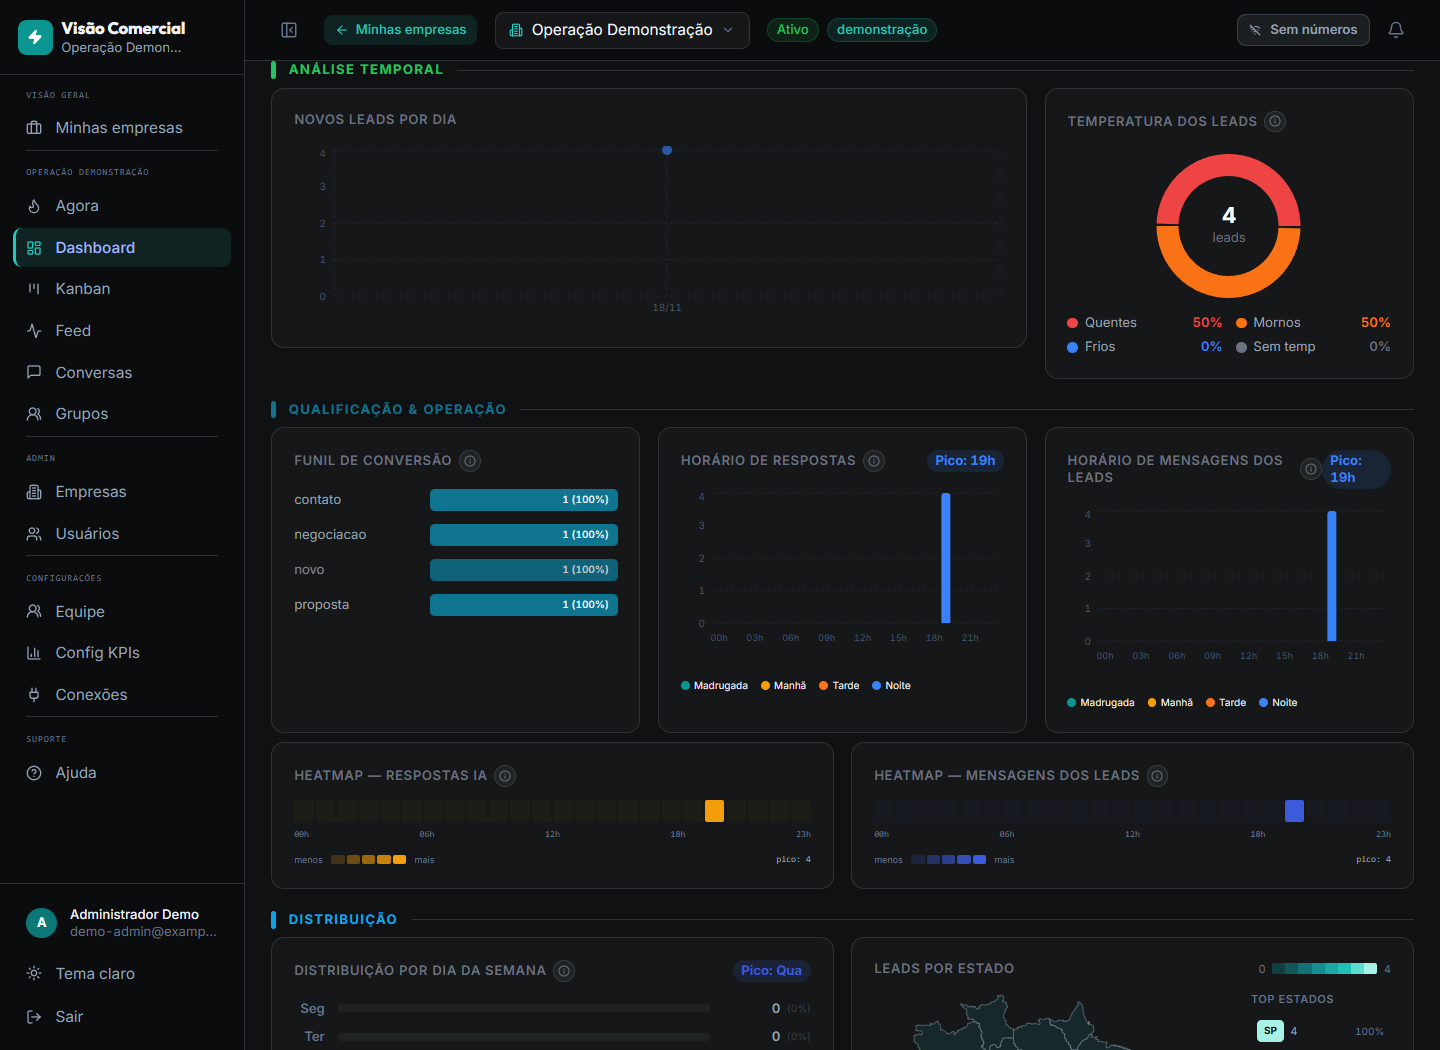 Visão Comercial
Operação Demon...
VISÃO GERAL
Minhas empresas
OPERAÇÃO DEMONSTRAÇÃO
Agora
Dashboard
Kanban
Feed
Conversas
Grupos
ADMIN
Empresas
Usuários
CONFIGURAÇÕES
Equipe
Config KPIs
Conexões
SUPORTE
Ajuda
A
Administrador Demo
demo-admin@examp...
Tema claro
Sair
Minhas empresas
Operação Demonstração
Ativo
demonstração
Sem números
ANÁLISE TEMPORAL
NOVOS LEADS POR DIA
4
3
2
1
0
18/11
TEMPERATURA DOS LEADS
4
leads
Quentes 50%
Mornos 50%
Frios 0%
Sem temp 0%
QUALIFICAÇÃO & OPERAÇÃO
FUNIL DE CONVERSÃO
contato 1 (100%)
negociacao 1 (100%)
novo 1 (100%)
proposta 1 (100%)
HORÁRIO DE RESPOSTAS
Pico: 19h
4
3
2
1
0
00h 03h 06h 09h 12h 15h 18h 21h
Madrugada Manhã Tarde Noite
HORÁRIO DE MENSAGENS DOS
LEADS
Pico:
19h
4
3
2
1
0
00h 03h 06h 09h 12h 15h 18h 21h
Madrugada Manhã Tarde Noite
HEATMAP — RESPOSTAS IA
00h 06h 12h 18h 23h
menos mais pico: 4
HEATMAP — MENSAGENS DOS LEADS
00h 06h 12h 18h 23h
menos mais pico: 4
DISTRIBUIÇÃO
DISTRIBUIÇÃO POR DIA DA SEMANA
Pico: Qua
Seg 0 (0%)
Ter 0 (0%)
LEADS POR ESTADO
0 4
TOP ESTADOS
SP 4 100%